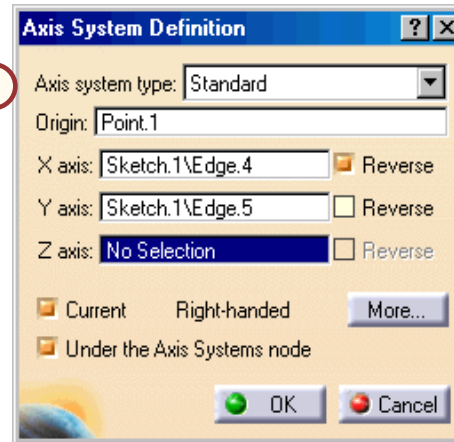 Axis System Definition ? X
Axis system type: Standard
Origin: Point.1
X axis: Sketch.1\Edge.4 Reverse
Y axis: Sketch.1\Edge.5 Reverse
Z axis: No Selection Reverse
Current Right-handed More...
Under the Axis Systems node
OK Cancel